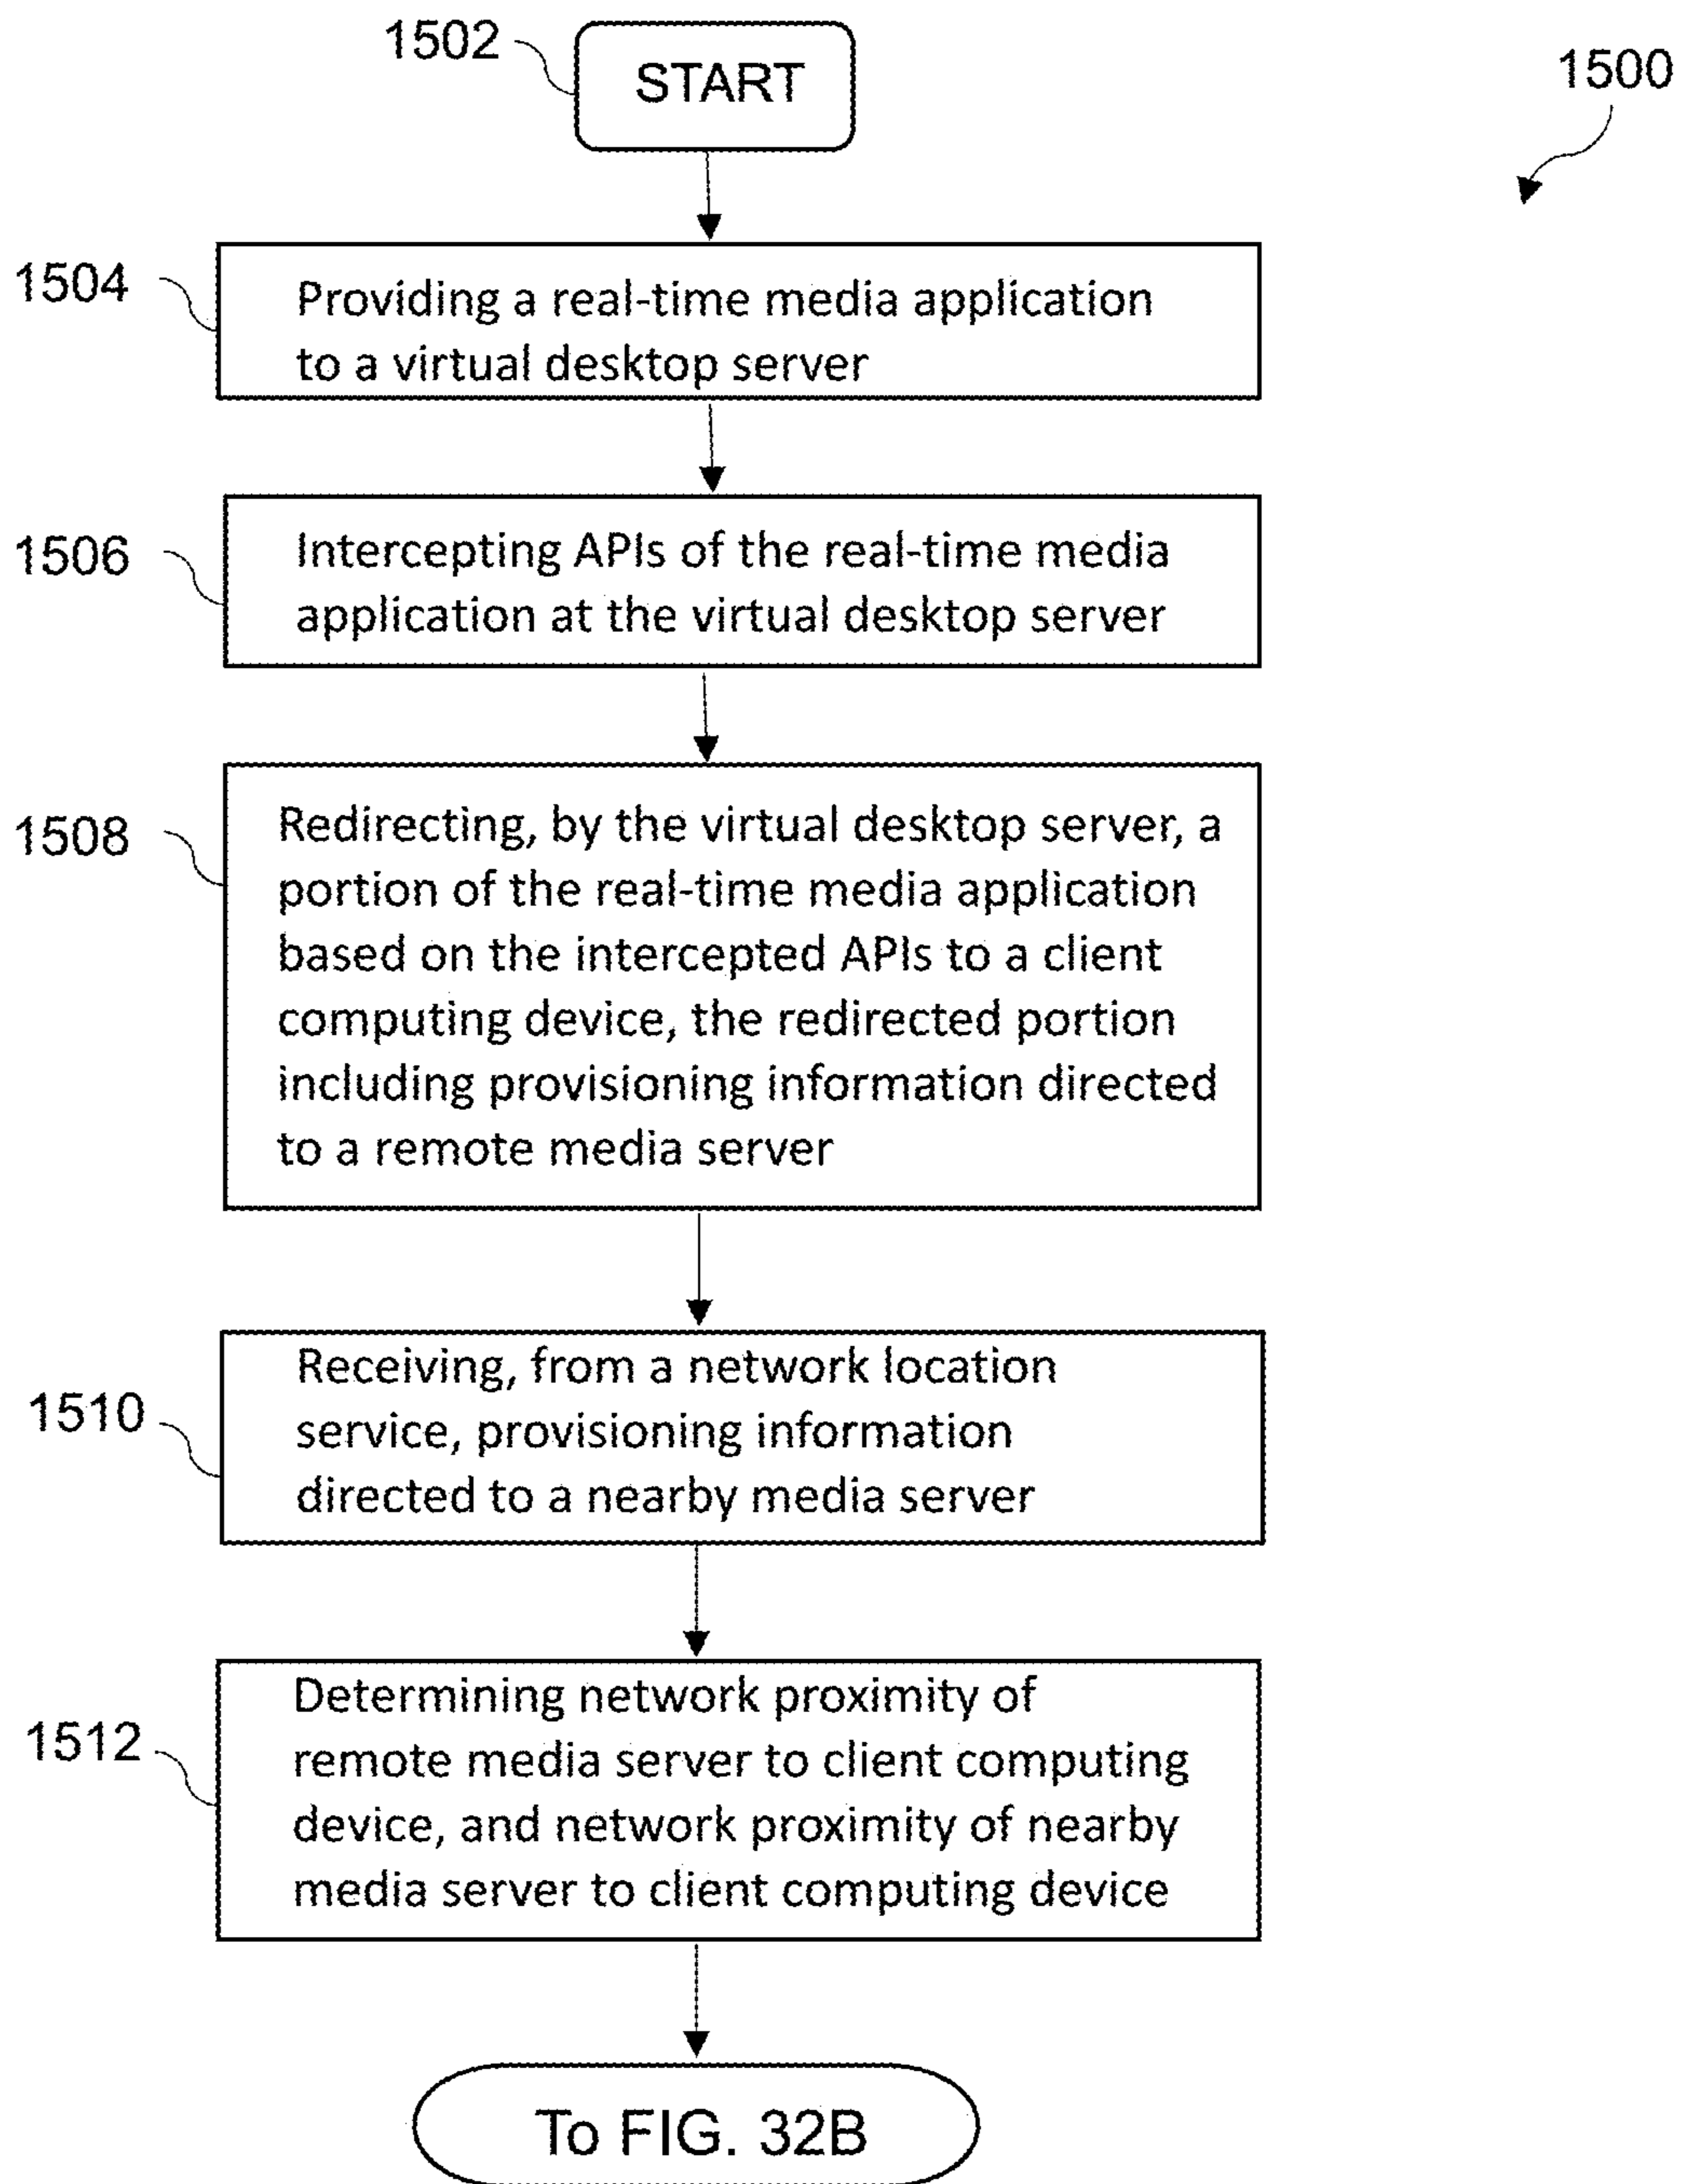 1502
START
1500
1504
Providing a real-time media application
to a virtual desktop server
1506
Intercepting APIs of the real-time media
application at the virtual desktop server
1508
Redirecting, by the virtual desktop server, a
portion of the real-time media application
based on the intercepted APIs to a client
computing device, the redirected portion
including provisioning information directed
to a remote media server
1510
Receiving, from a network location
service, provisioning information
directed to a nearby media server
1512
Determining network proximity of
remote media server to client computing
device, and network proximity of nearby
media server to client computing device
To FIG. 32B